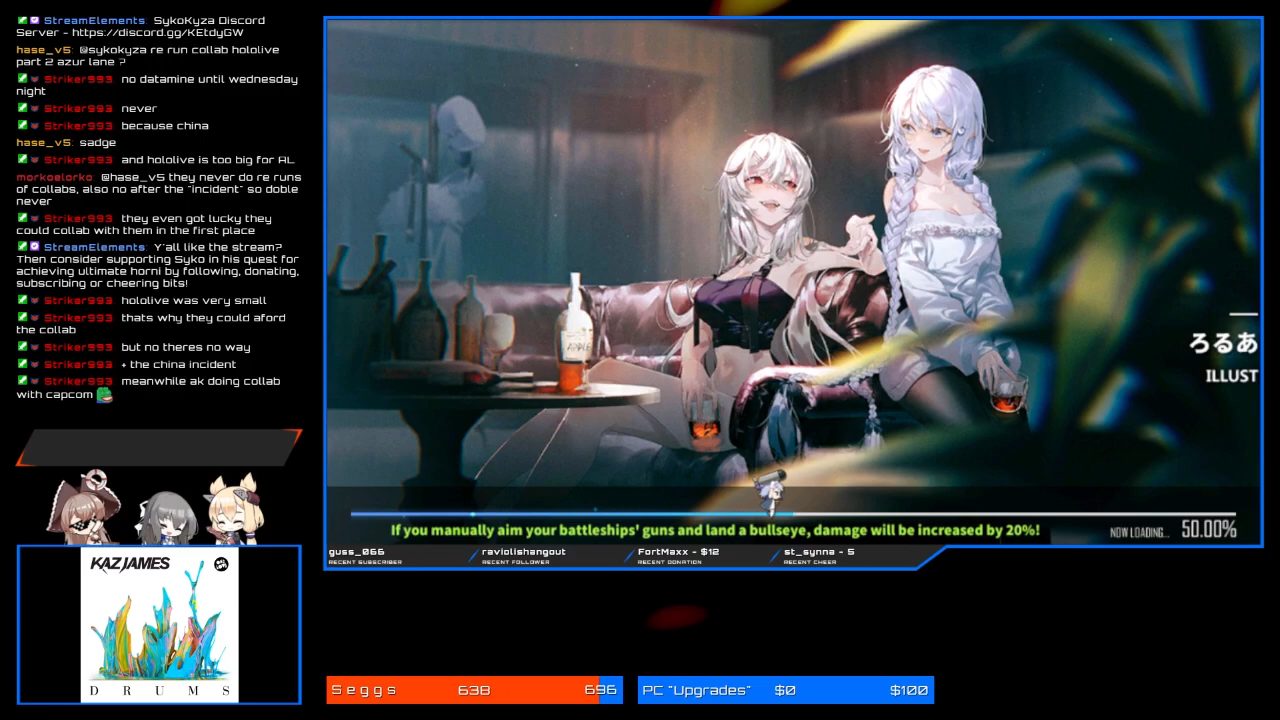 StreamElements: SykoKyza Discord
Server - https://discord.gg/KEtdyGW
hase_v5: @sykokyza re run collab hololive
part 2 azur lane ?
Striker993 no datamine until wednesday
night
Striker993 never
Striker993 because china
hase_v5: sadge
Striker993 and hololive is too big for AL
morkoelorko: @hase_v5 they never do re runs
of collabs, also no after the "incident" so doble
never
Striker993 they even got lucky they
could collab with them in the first place
StreamElements: Y'all like the stream?
Then consider supporting Syko in his quest for
achieving ultimate horni by following, donating,
subscribing or cheering bits!
Striker993 hololive was very small
Striker993 thats why they could aford
the collab
Striker993 but no theres no way
Striker993 + the china incident
Striker993 meanwhile ak doing collab
with capcom
KAZ JAMES
DRUMS
APPLE
ろるあ
ILLUST
If you manually aim your battleships' guns and land a bullseye, damage will be increased by 20%!
NOW LOADING... 50.00%
guss_066
RECENT SUBSCRIBER
raviolishangout
RECENT FOLLOWER
FortMaxx - $12
RECENT DONATION
st_synna - 5
RECENT CHEER
Seggs 638 696
PC "Upgrades" $0 $100